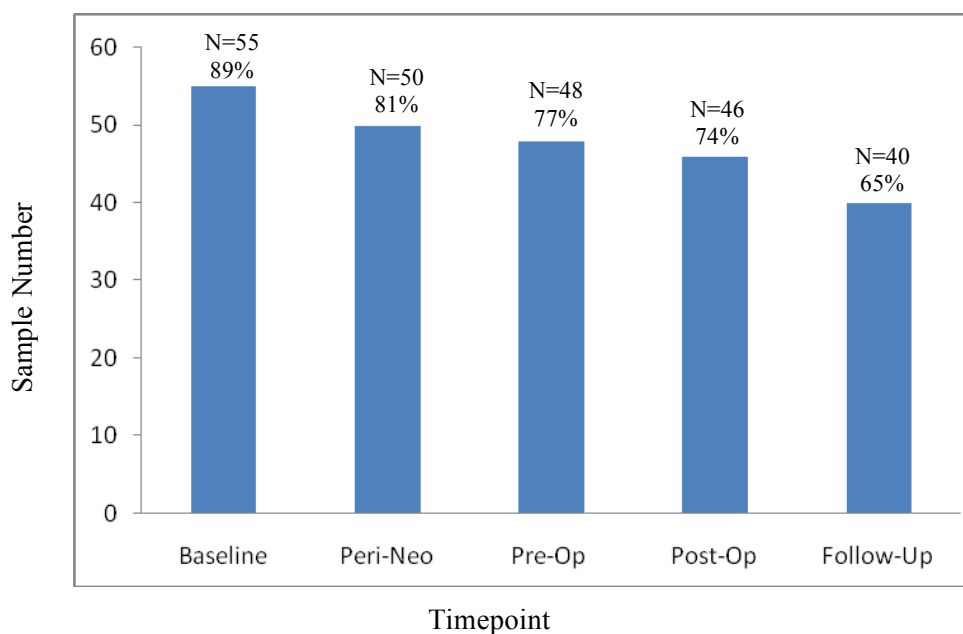 60
50
40
30
20
10
0
N=55
89%
N=50
81%
N=48
77%
N=46
74%
N=40
65%
Sample Number
Baseline
Peri-Neo
Pre-Op
Post-Op
Follow-Up
Timepoint